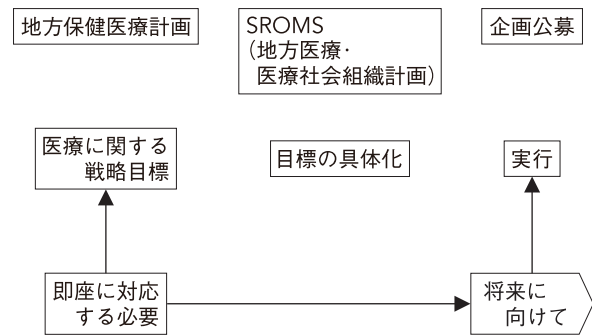 地方保健医療計画
SROMS
（地方医療・
医療社会組織計画）
企画公募
医療に関する
戦略目標
目標の具体化
実行
即座に対応
する必要
将来に
向けて